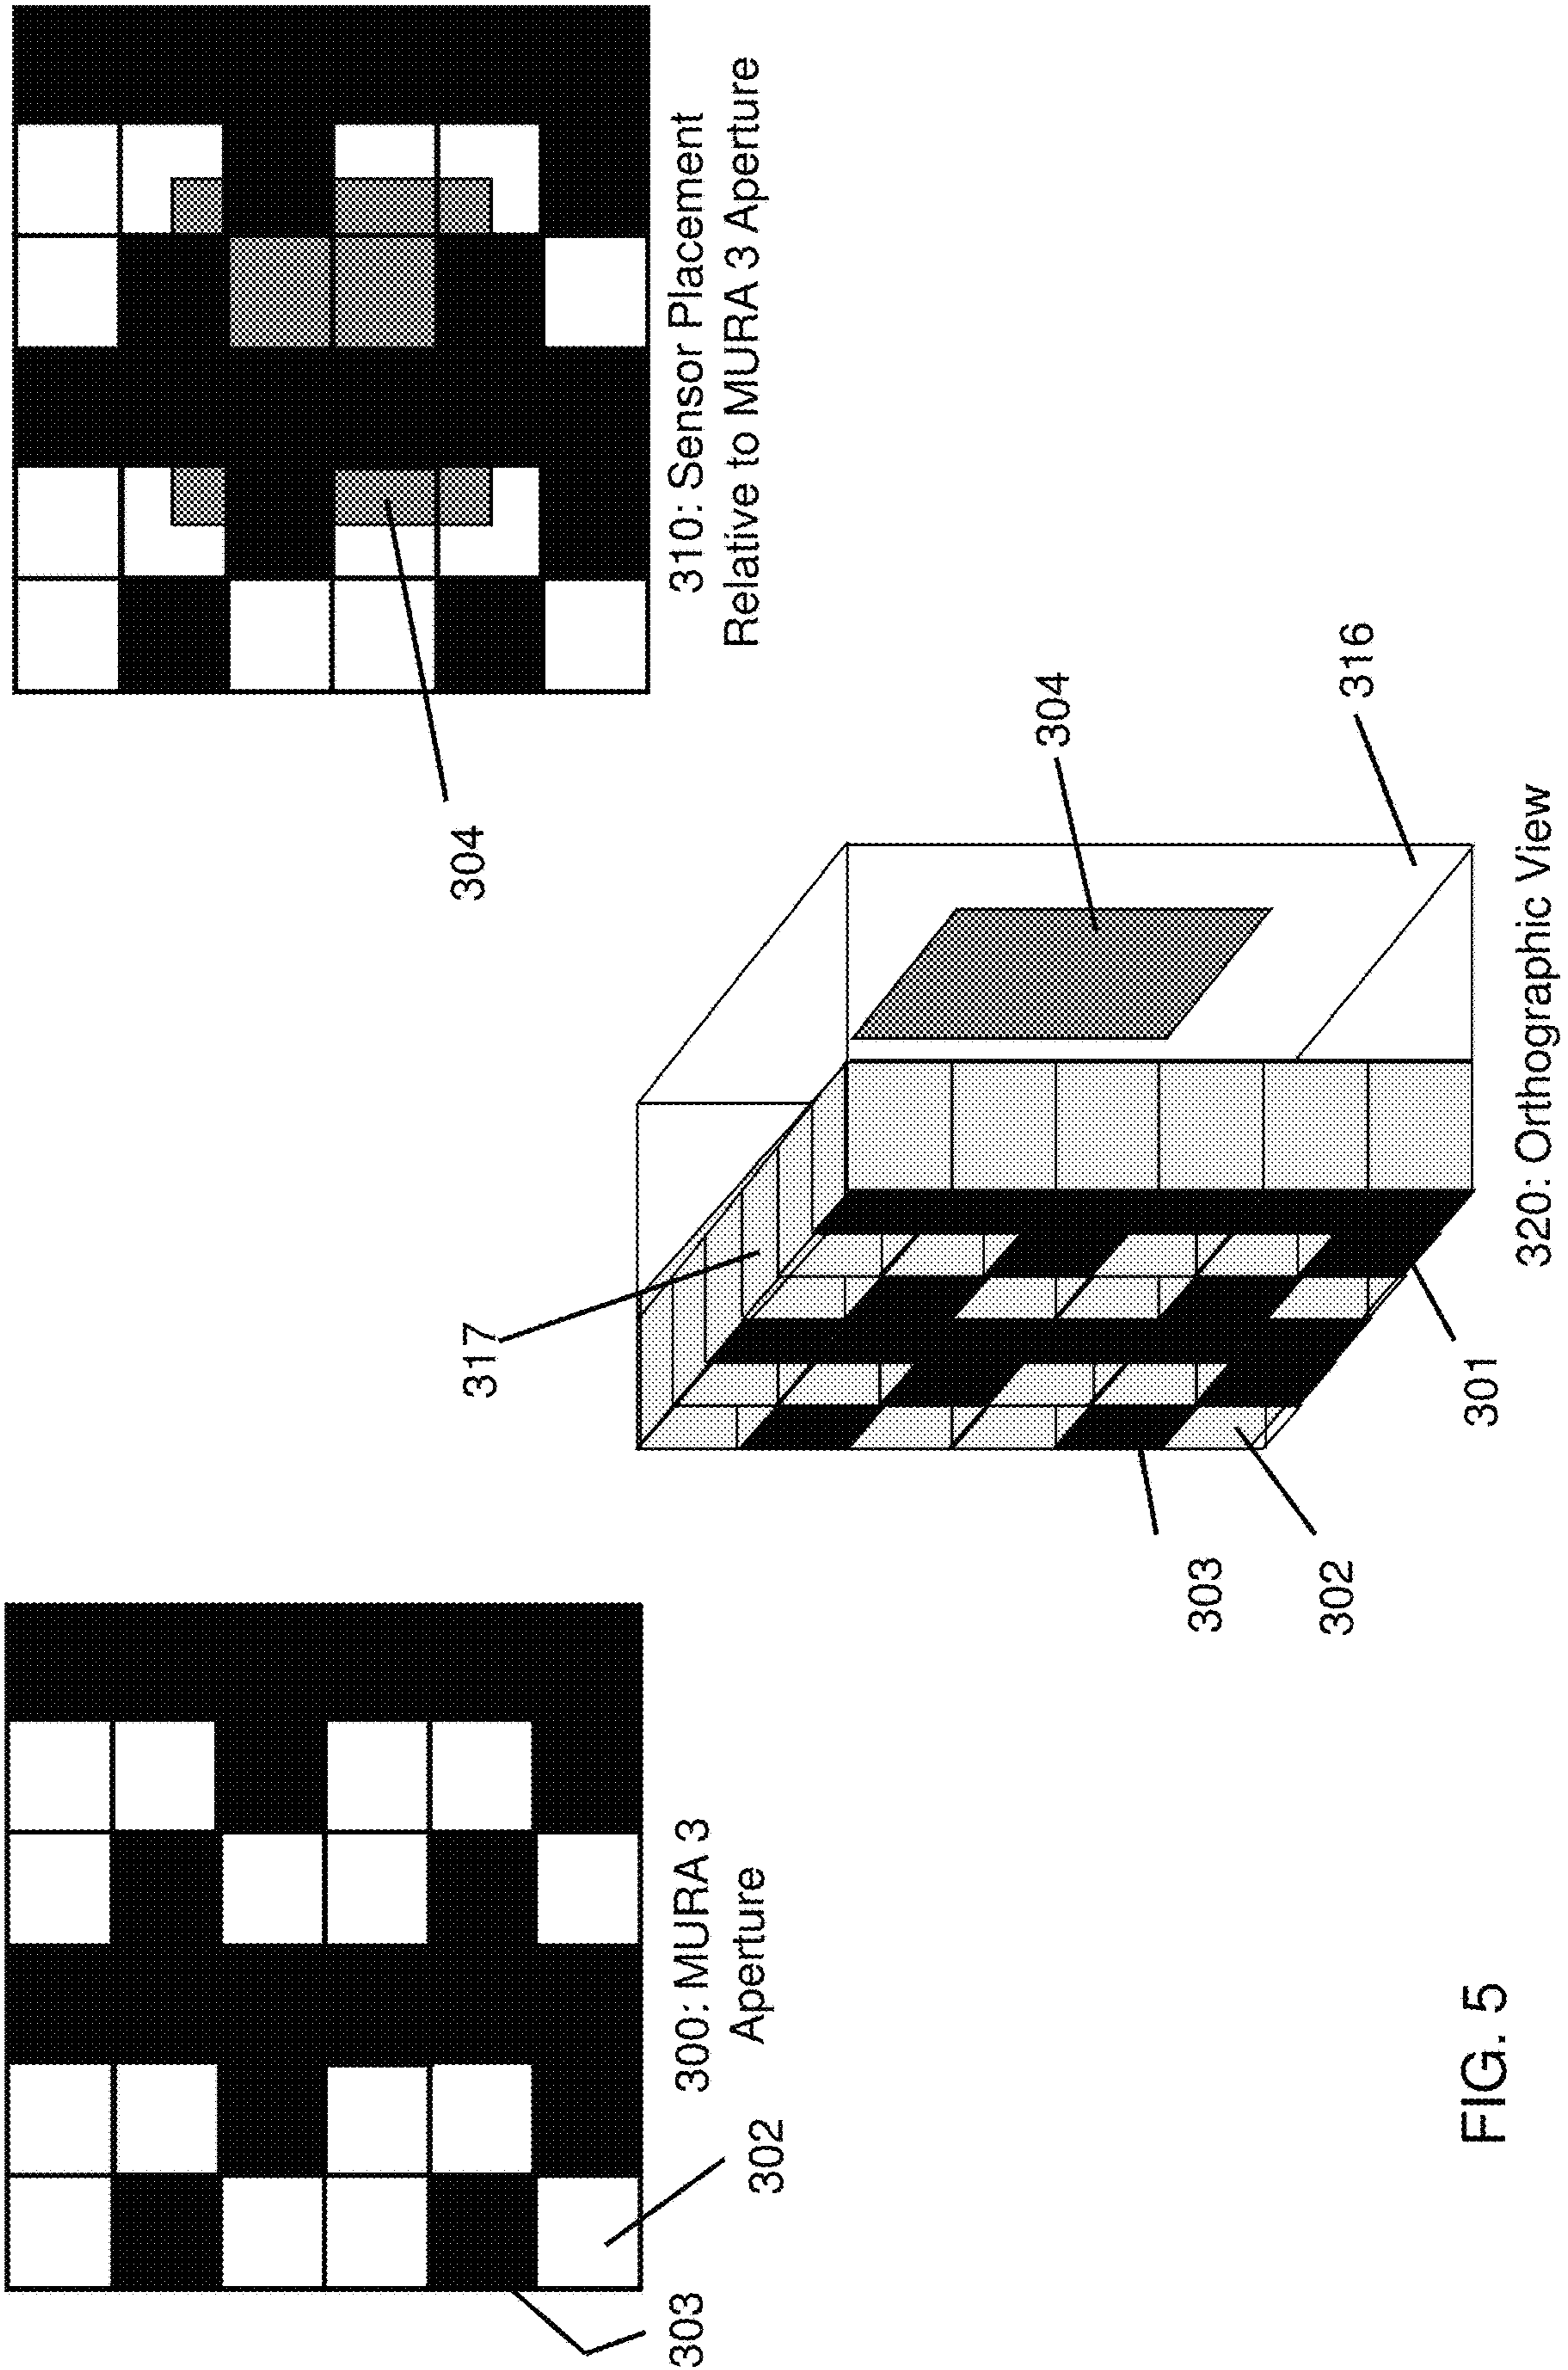 303
300: MURA 3
Aperture
302
304
310: Sensor Placement
Relative to MURA 3 Aperture
317
304
316
303
302
301
320: Orthographic View
FIG. 5